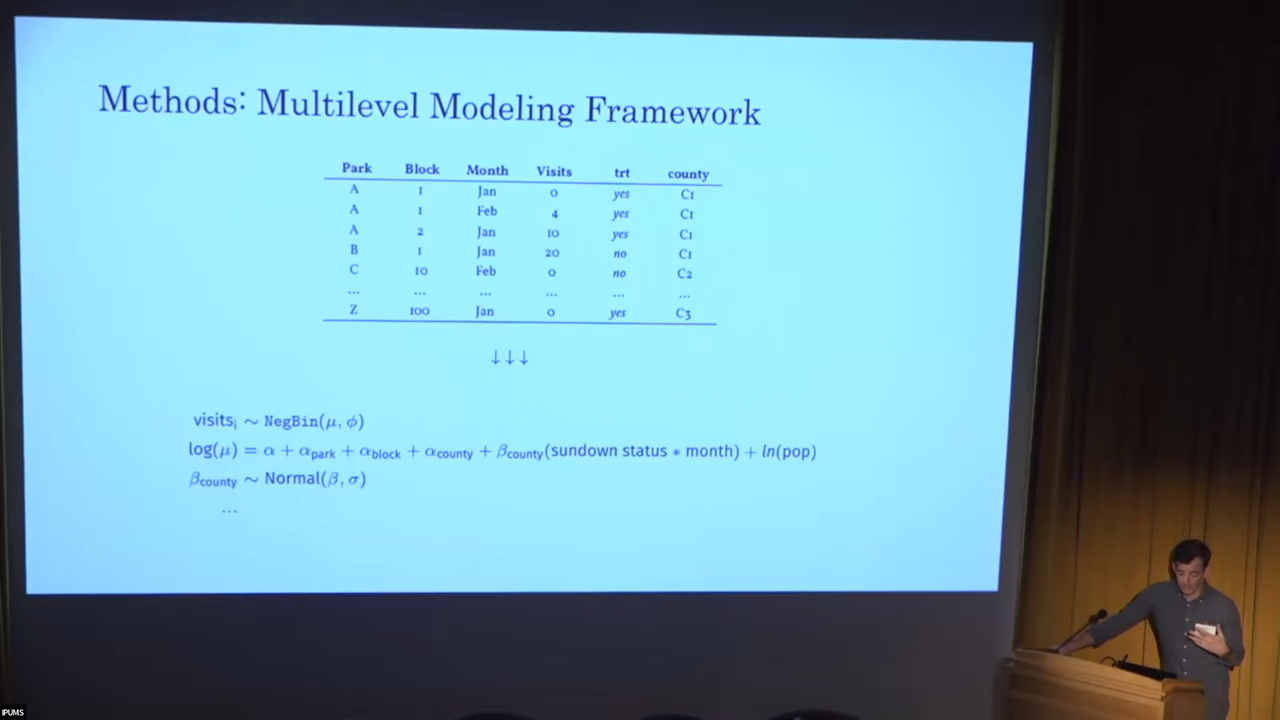 Methods: Multilevel Modeling Framework
Park Block Month Visits trt county
A 1 Jan 0 yes C1
A 1 Feb 4 yes C1
A 2 Jan 10 yes C1
B 1 Jan 20 no C1
C 10 Feb 0 no C2
... ... ... ... ... ...
Z 100 Jan 0 yes C3
↓↓↓
visitsᵢ ∼ NegBin(μ, ϕ)
log(μ) = α + α_park + α_block + α_county + β_county(sundown status ∗ month) + ln(pop)
β_county ∼ Normal(β, σ)
...
IPUMS